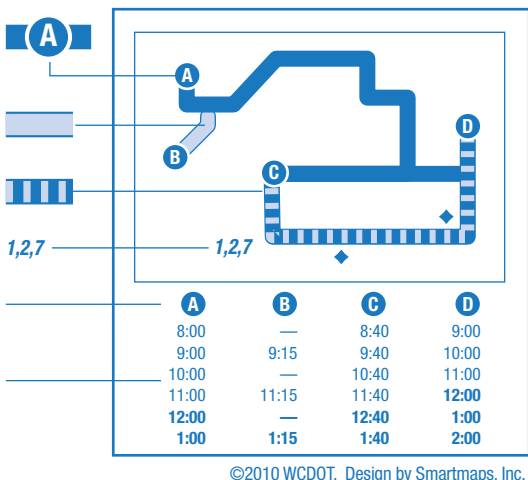 A
A
D
B
C
1,2,7 1,2,7
A B C D
8:00 — 8:40 9:00
9:00 9:15 9:40 10:00
10:00 — 10:40 11:00
11:00 11:15 11:40 12:00
12:00 — 12:40 1:00
1:00 1:15 1:40 2:00
©2010 WCDOT. Design by Smartmaps, Inc.